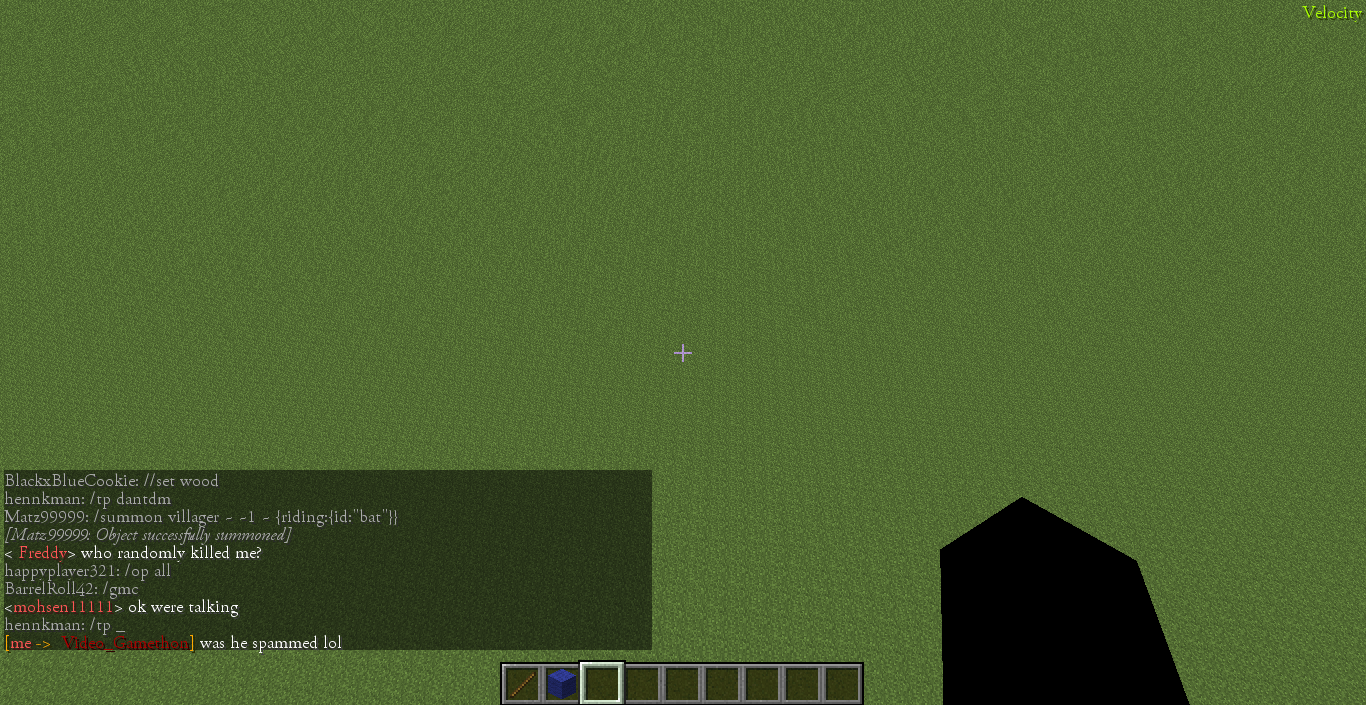 Velocity
BlackxBlueCookie: //set wood
hennkman: /tp dantdm
Matz99999: /summon villager ~ ~1 ~ {riding:{id:"bat"}}
[Matz99999: Object successfully summoned]
< Freddy> who randomly killed me?
happyplayer321: /op all
BarrelRoll42: /gmc
<mohsen11111> ok were talking
hennkman: /tp _
[me -> Video_Gamethon] was he spammed lol